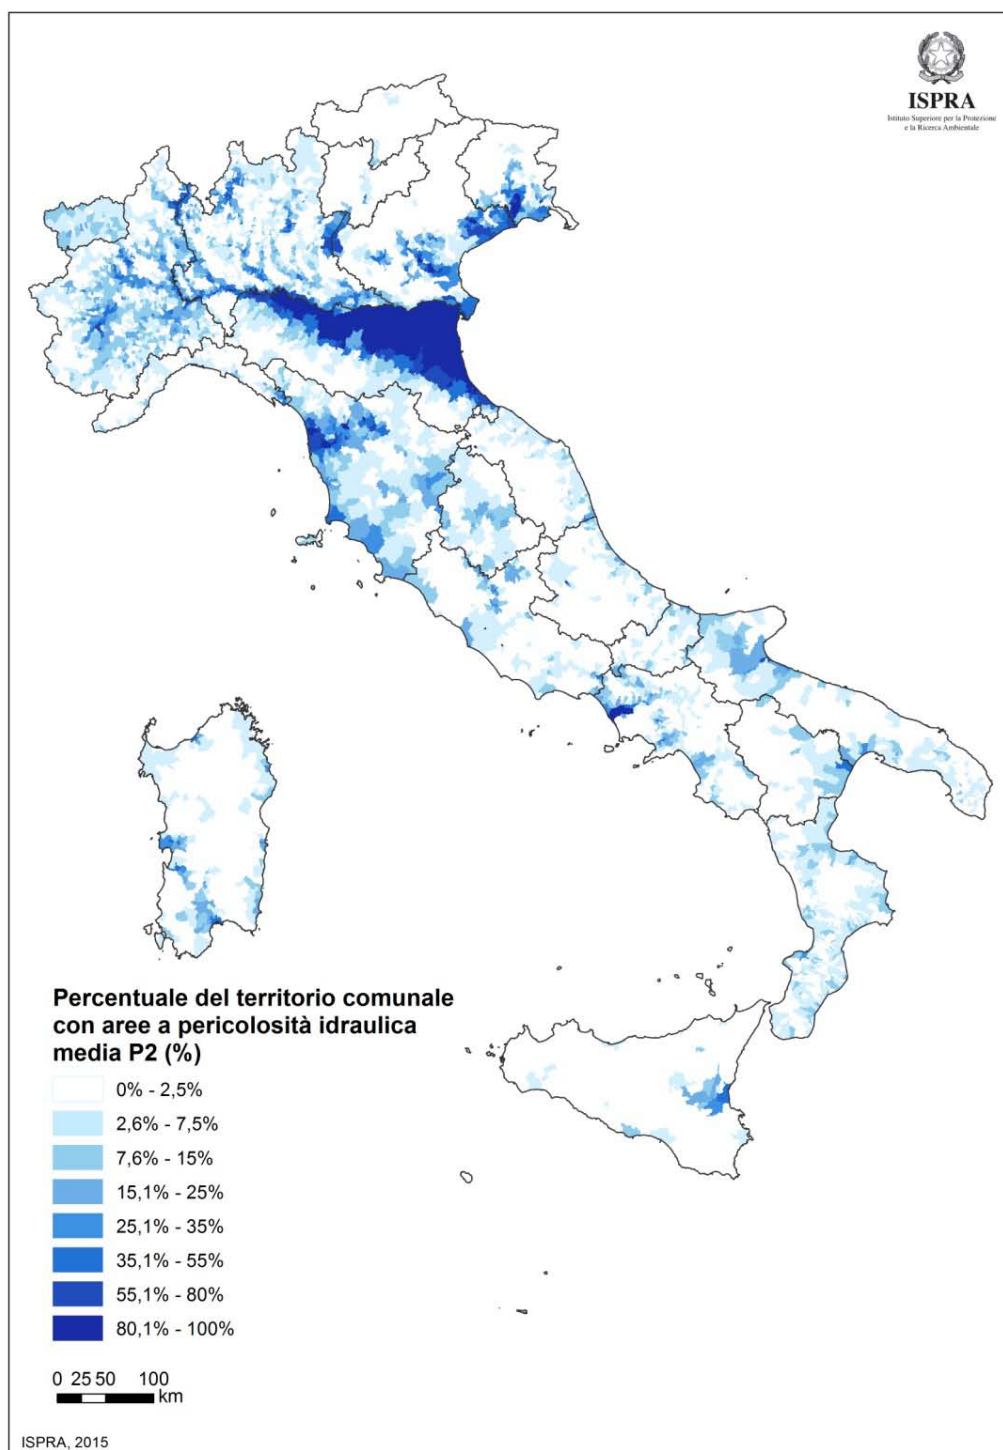 ISPRA
Istituto Superiore per la Protezione
e la Ricerca Ambientale
Percentuale del territorio comunale
con aree a pericolosità idraulica
media P2 (%)
0% - 2,5%
2,6% - 7,5%
7,6% - 15%
15,1% - 25%
25,1% - 35%
35,1% - 55%
55,1% - 80%
80,1% - 100%
0 25 50 100
km
ISPRA, 2015